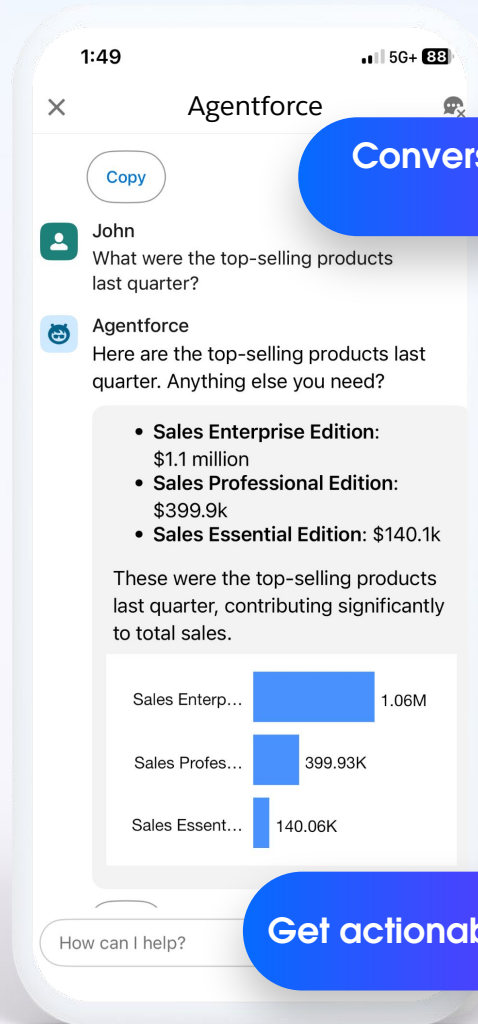 1:49
5G+ 88
Agentforce
Copy
John
What were the top-selling products
last quarter?
Agentforce
Here are the top-selling products last
quarter. Anything else you need?
• Sales Enterprise Edition:
$1.1 million
• Sales Professional Edition:
$399.9k
• Sales Essential Edition: $140.1k
These were the top-selling products
last quarter, contributing significantly
to total sales.
Sales Enterp... 1.06M
Sales Profes... 399.93K
Sales Essent... 140.06K
How can I help?
Get